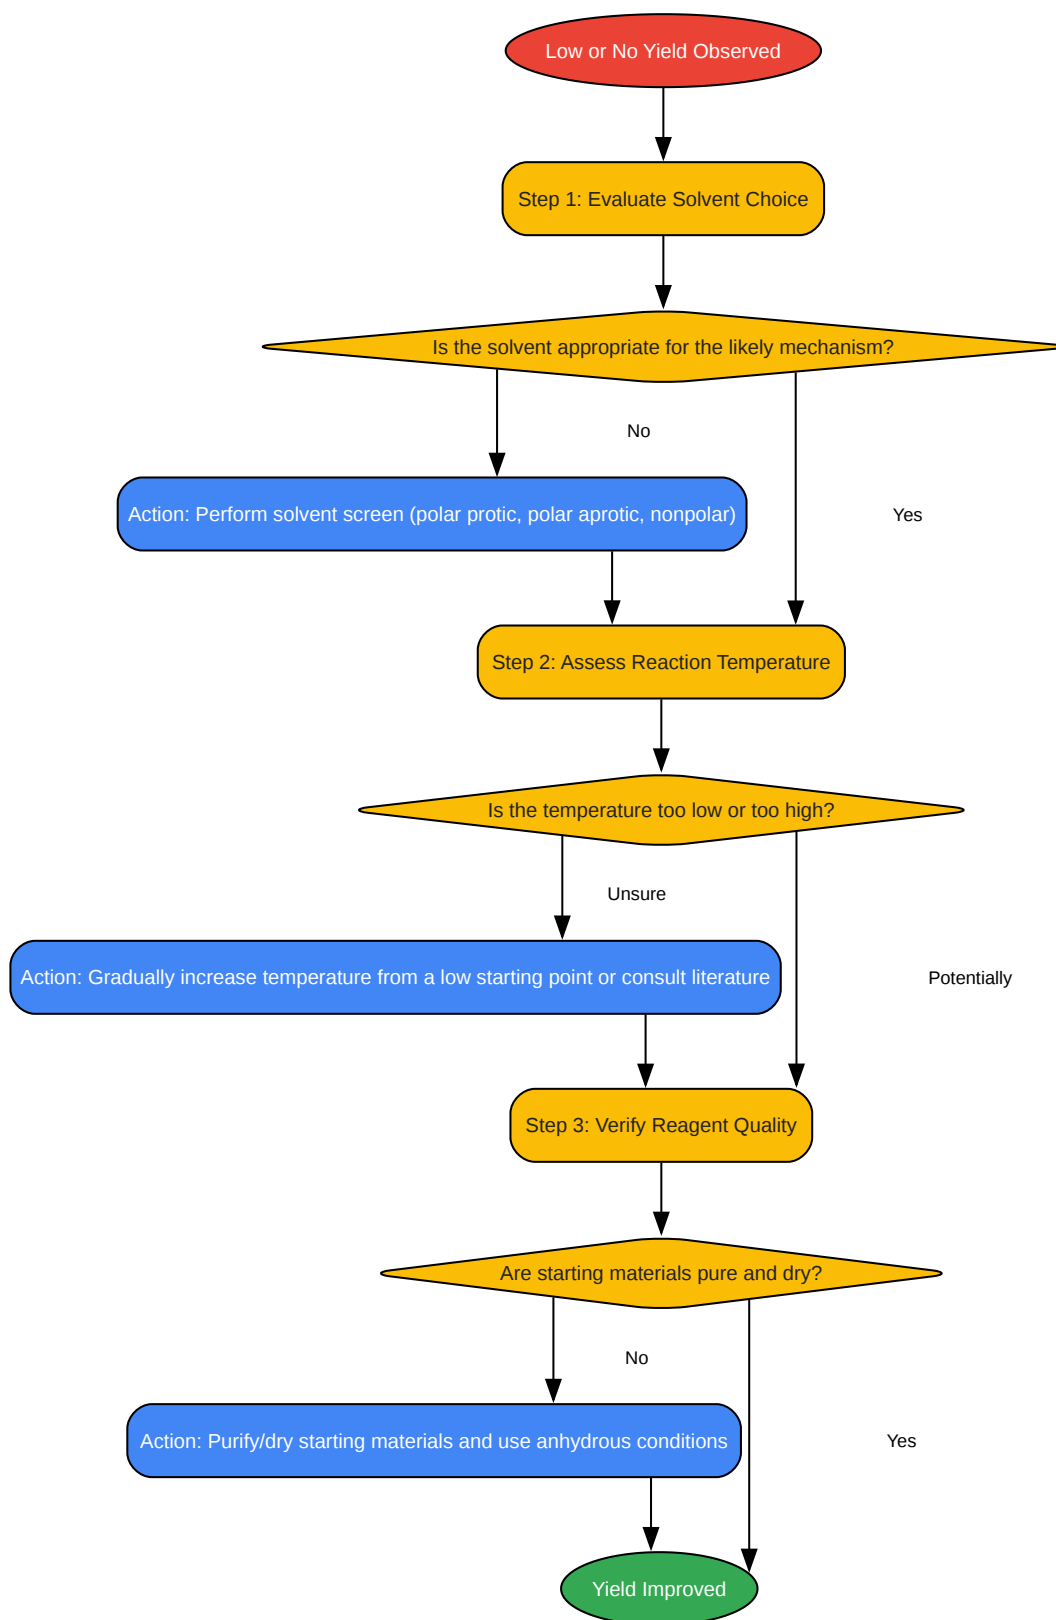 Low or No Yield Observed
Step 1: Evaluate Solvent Choice
Is the solvent appropriate for the likely mechanism?
No
Action: Perform solvent screen (polar protic, polar aprotic, nonpolar)
Yes
Step 2: Assess Reaction Temperature
Is the temperature too low or too high?
Unsure
Action: Gradually increase temperature from a low starting point or consult literature
Potentially
Step 3: Verify Reagent Quality
Are starting materials pure and dry?
No
Action: Purify/dry starting materials and use anhydrous conditions
Yes
Yield Improved